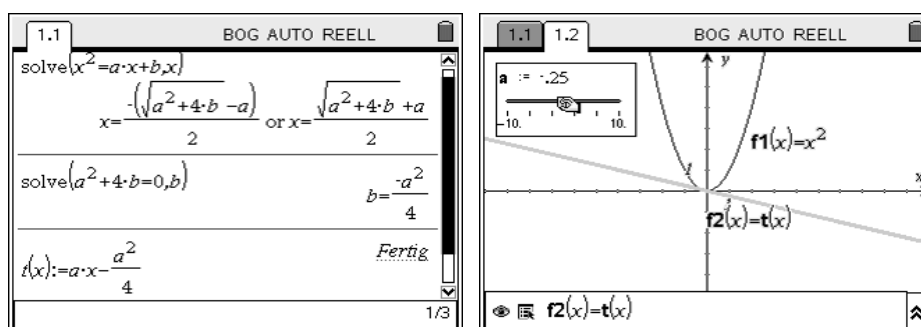 1.1 BOG AUTO REELL
solve(x²=a·x+b,x)
x=-(√(a²+4·b) -a)/2 or x=(√(a²+4·b) +a)/2
solve(a²+4·b=0,b)
b=-a²/4
t(x):=a·x-a²/4
Fertig
1/3
1.1 1.2 BOG AUTO REELL
y
a := -.25
-10. 10.
f1(x)=x²
1
x
f2(x)=t(x)
f2(x)=t(x)